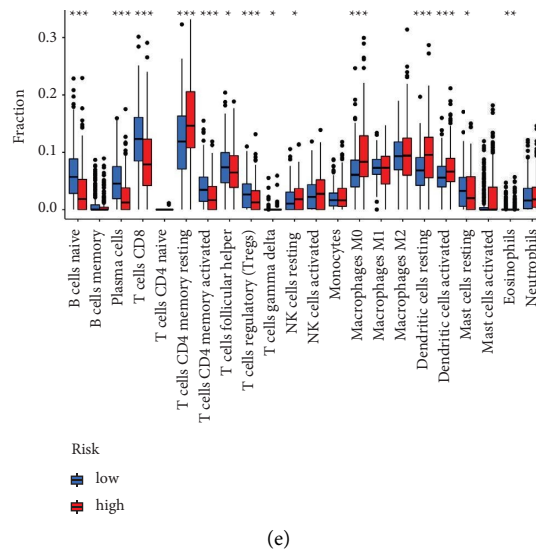 *** *** *** *** *** * *** * * * *** *** *** * **
0.3
0.2
0.1
0.0
Fraction
B cells naive
B cells memory
Plasma cells
T cells CD8
T cells CD4 naive
T cells CD4 memory resting
T cells CD4 memory activated
T cells follicular helper
T cells regulatory (Tregs)
T cells gamma delta
NK cells resting
NK cells activated
Monocytes
Macrophages M0
Macrophages M1
Macrophages M2
Dendritic cells resting
Dendritic cells activated
Mast cells resting
Mast cells activated
Eosinophils
Neutrophils
Risk
low
high
(e)